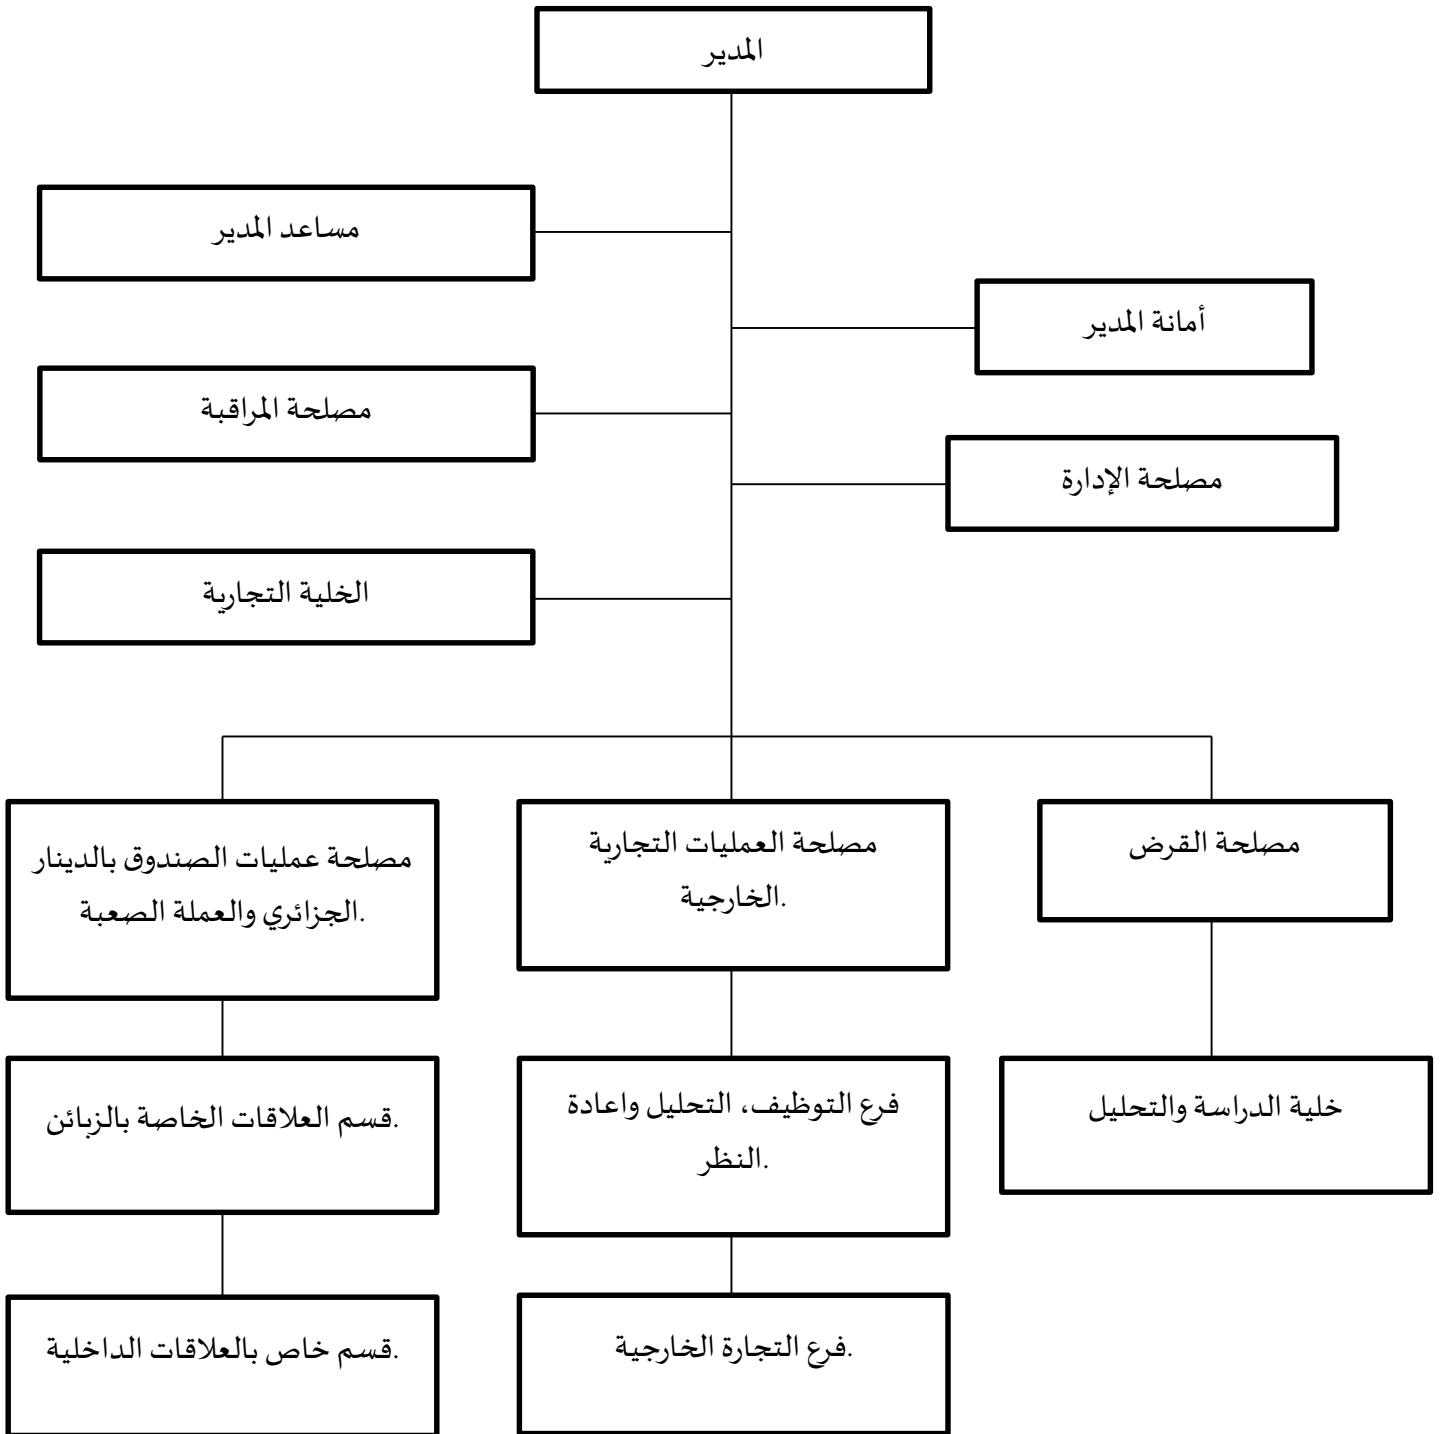 المدير
مساعد المدير
أمانة المدير
مصلحة المراقبة
مصلحة الإدارة
الخلية التجارية
مصلحة القرض
مصلحة العمليات التجارية
الخارجية.
مصلحة عمليات الصندوق بالدينار
الجزائري والعملة الصعبة.
خلية الدراسة والتحليل
فرع التوظيف، التحليل واعادة
النظر.
قسم العلاقات الخاصة بالزبائن.
فرع التجارة الخارجية.
قسم خاص بالعلاقات الداخلية.